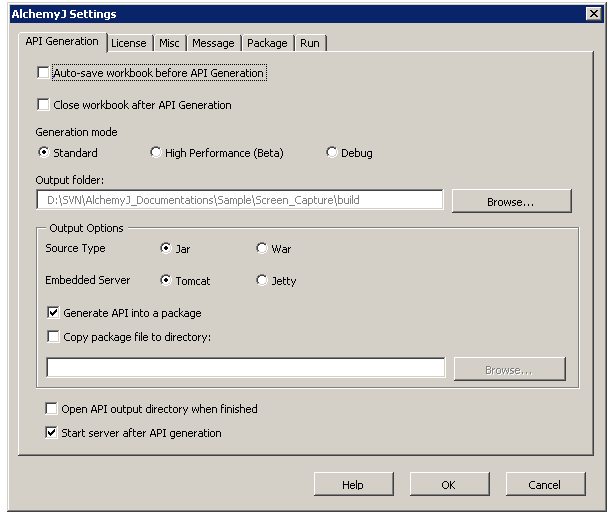 AlchemyJ Settings
API Generation License Misc Message Package Run
Auto-save workbook before API Generation
Close workbook after API Generation
Generation mode
Standard High Performance (Beta) Debug
Output folder:
D:\SVN\AlchemyJ_Documentations\Sample\Screen_Capture\build Browse...
Output Options
Source Type Jar War
Embedded Server Tomcat Jetty
Generate API into a package
Copy package file to directory:
Browse...
Open API output directory when finished
Start server after API generation
Help OK Cancel